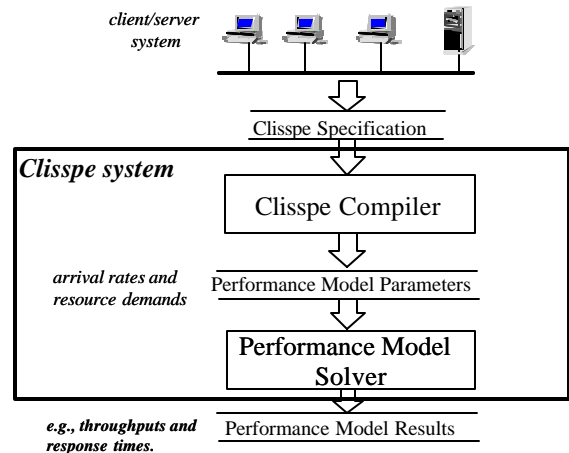 client/server
system
Clisspe Specification
Clisspe system
Clisspe Compiler
arrival rates and
resource demands
Performance Model Parameters
Performance Model
Solver
e.g., throughputs and
response times.
Performance Model Results